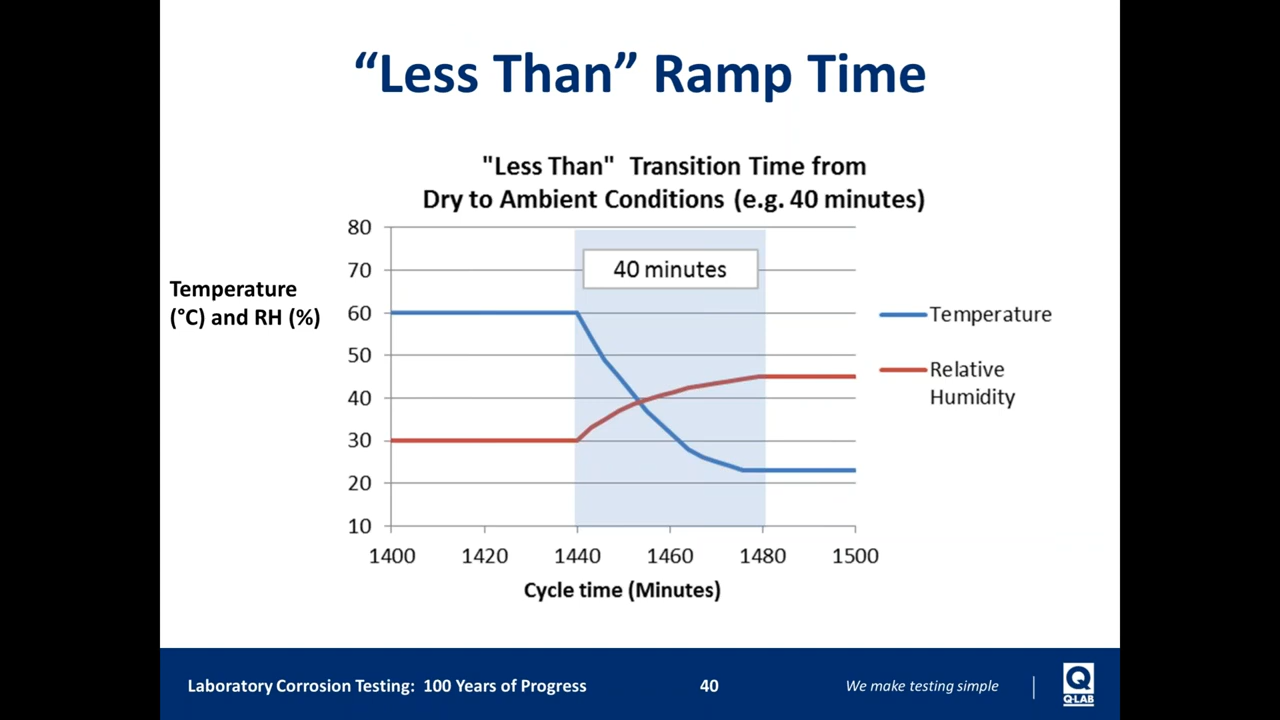 “Less Than” Ramp Time
"Less Than"  Transition Time from
Dry to Ambient Conditions (e.g. 40 minutes)
Temperature
(°C) and RH (%)
80
70
60
50
40
30
20
10
40 minutes
1400 1420 1440 1460 1480 1500
Cycle time (Minutes)
Temperature
Relative
Humidity
Laboratory Corrosion Testing:  100 Years of Progress
40
We make testing simple
Q
Q-LAB